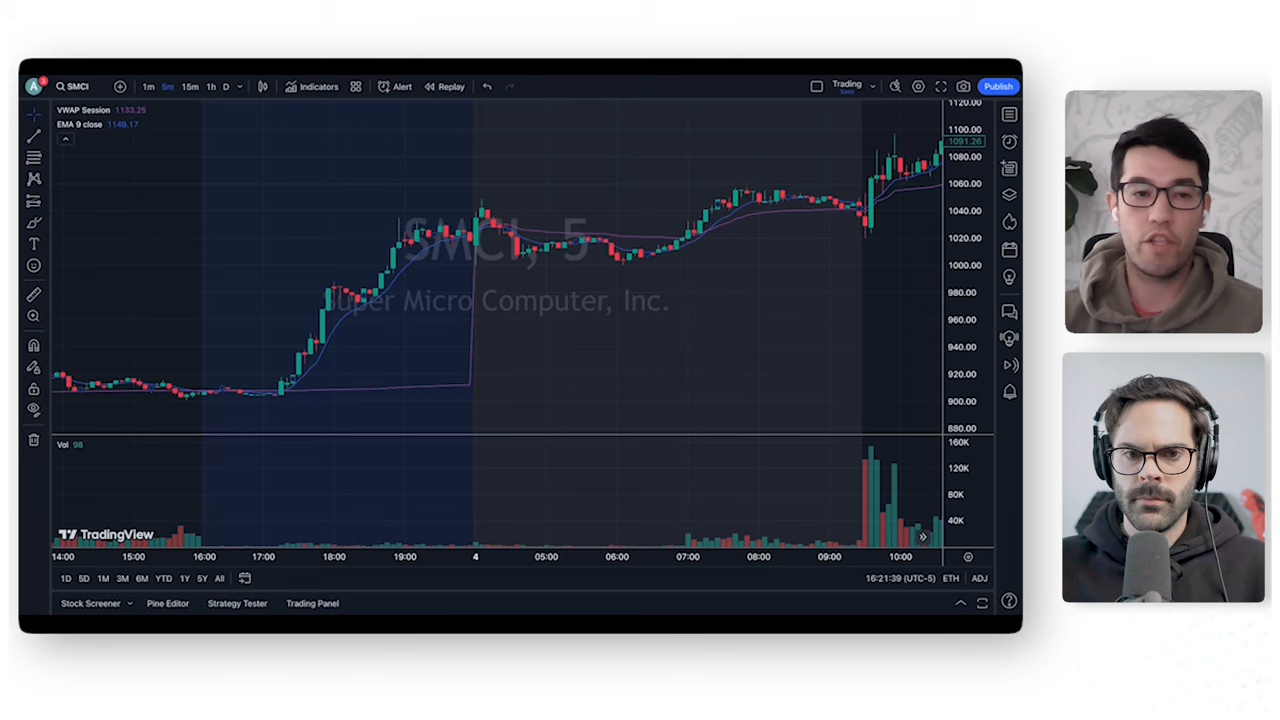 A 3 SMCI 1m 5m 15m 1h D Indicators Alert Replay Trading Save Publish
VWAP Session 1133.25
EMA 9 close 1149.17
SMCI, 5
Super Micro Computer, Inc.
1120.00
1100.00
1091.26
1080.00
1060.00
1040.00
1020.00
1000.00
980.00
960.00
940.00
920.00
900.00
880.00
Vol 98
160K
120K
80K
40K
TradingView
14:00 15:00 16:00 17:00 18:00 19:00 4 05:00 06:00 07:00 08:00 09:00 10:00
1D 5D 1M 3M 6M YTD 1Y 5Y All 16:21:39 (UTC-5) ETH ADJ
Stock Screener Pine Editor Strategy Tester Trading Panel